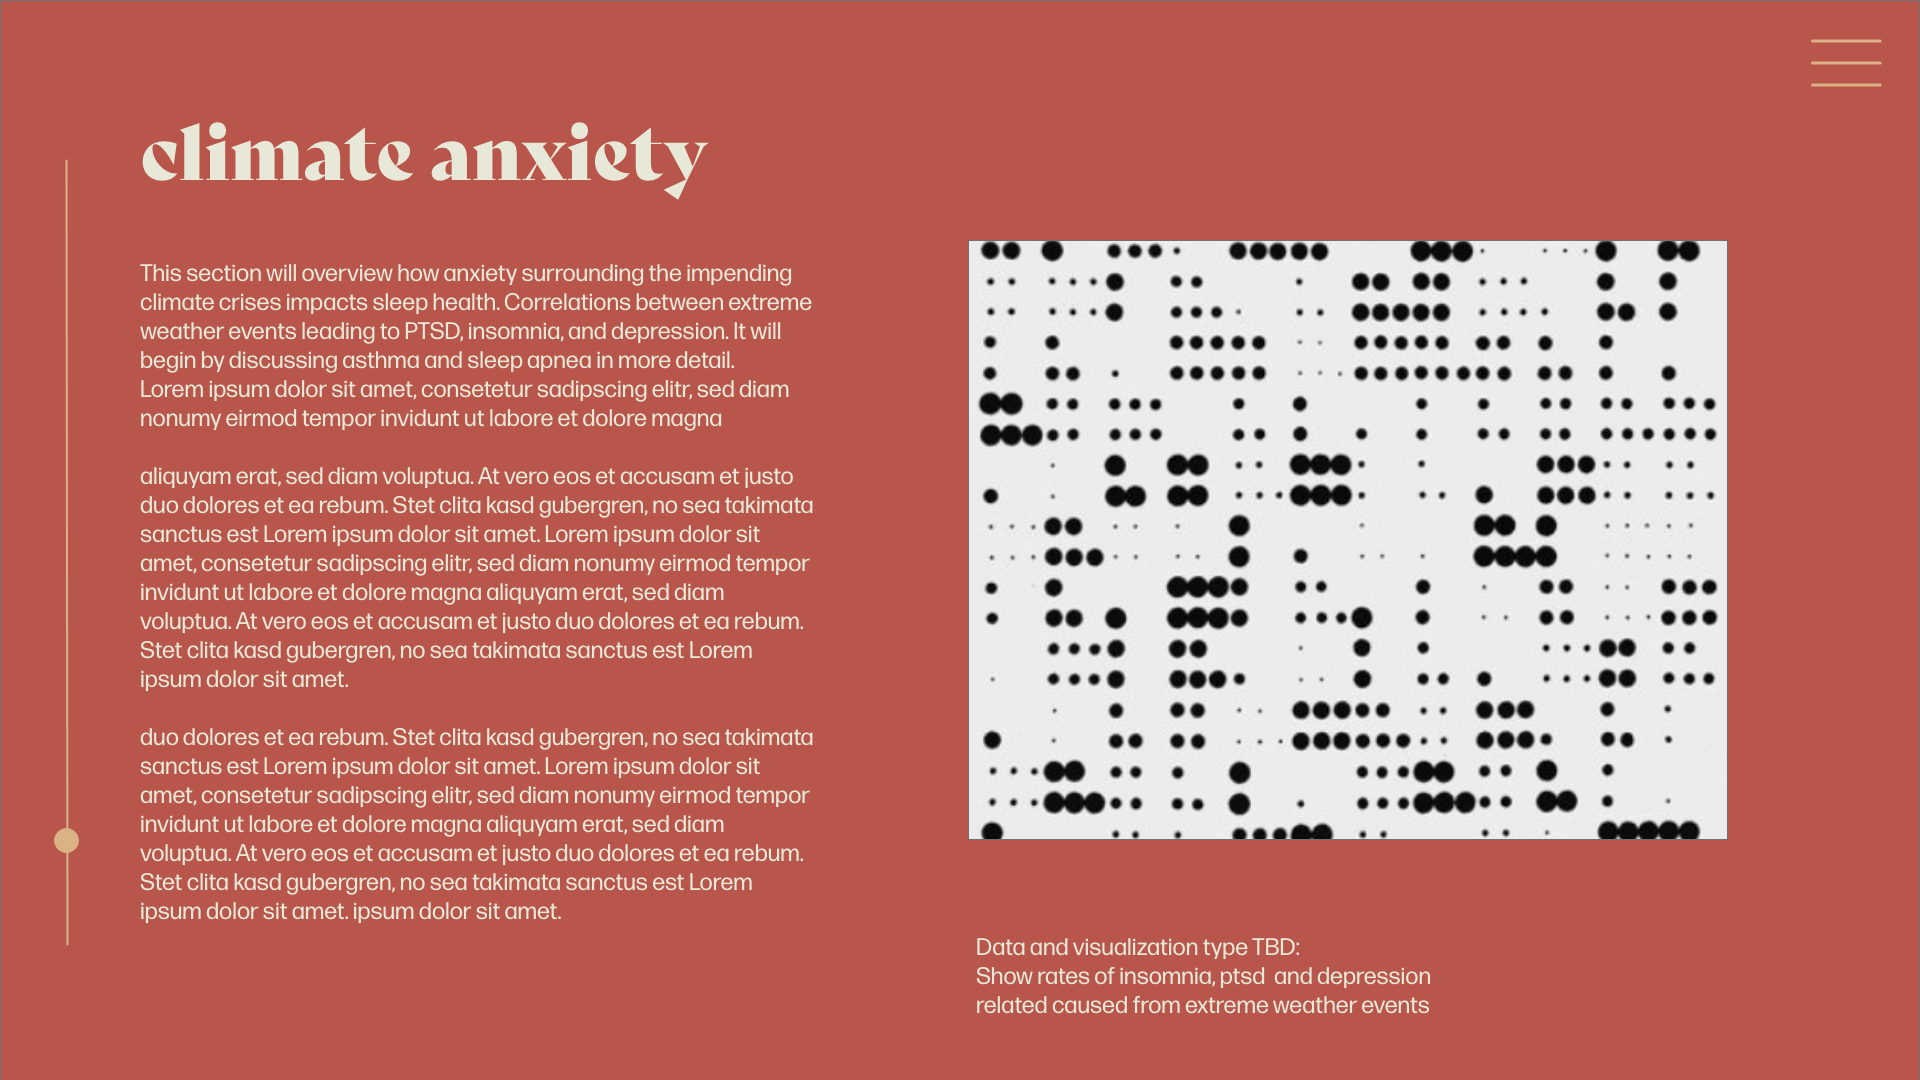 climate anxiety
This section will overview how anxiety surrounding the impending
climate crises impacts sleep health. Correlations between extreme
weather events leading to PTSD, insomnia, and depression. It will
begin by discussing asthma and sleep apnea in more detail.
Lorem ipsum dolor sit amet, consetetur sadipscing elitr, sed diam
nonumy eirmod tempor invidunt ut labore et dolore magna
aliquyam erat, sed diam voluptua. At vero eos et accusam et justo
duo dolores et ea rebum. Stet clita kasd gubergren, no sea takimata
sanctus est Lorem ipsum dolor sit amet. Lorem ipsum dolor sit
amet, consetetur sadipscing elitr, sed diam nonumy eirmod tempor
invidunt ut labore et dolore magna aliquyam erat, sed diam
voluptua. At vero eos et accusam et justo duo dolores et ea rebum.
Stet clita kasd gubergren, no sea takimata sanctus est Lorem
ipsum dolor sit amet.
duo dolores et ea rebum. Stet clita kasd gubergren, no sea takimata
sanctus est Lorem ipsum dolor sit amet. Lorem ipsum dolor sit
amet, consetetur sadipscing elitr, sed diam nonumy eirmod tempor
invidunt ut labore et dolore magna aliquyam erat, sed diam
voluptua. At vero eos et accusam et justo duo dolores et ea rebum.
Stet clita kasd gubergren, no sea takimata sanctus est Lorem
ipsum dolor sit amet. ipsum dolor sit amet.
Data and visualization type TBD:
Show rates of insomnia, ptsd  and depression
related caused from extreme weather events